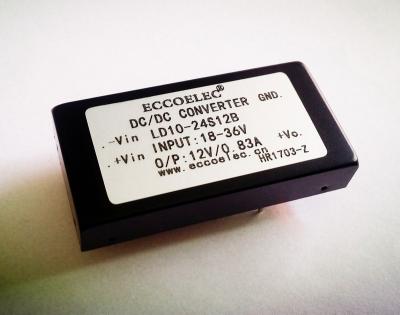 ECCOELEC®
DC/DC CONVERTER GND.
-Vin LD10-24S12B
+Vin INPUT:18-36V +Vo.
O/P:12V/0.83A
www.eccoelec.cn HR1703-Z